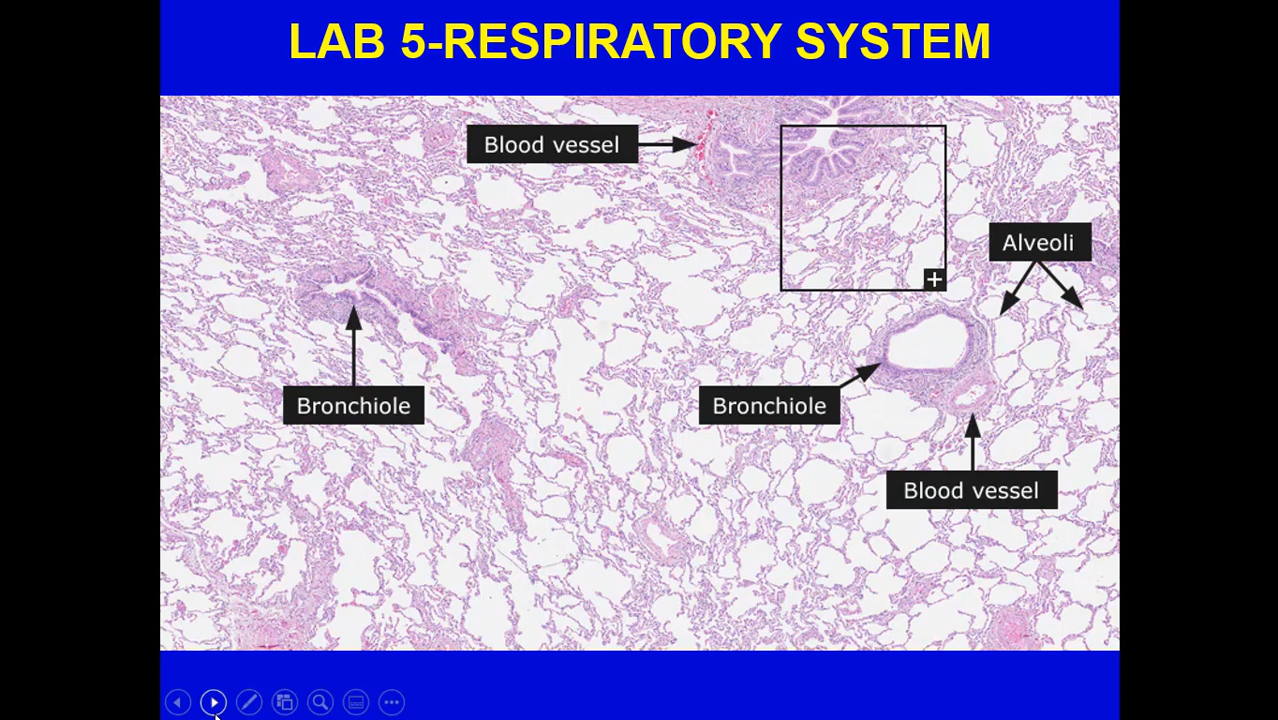 LAB 5-RESPIRATORY SYSTEM
Blood vessel
Alveoli
Bronchiole
Bronchiole
Blood vessel